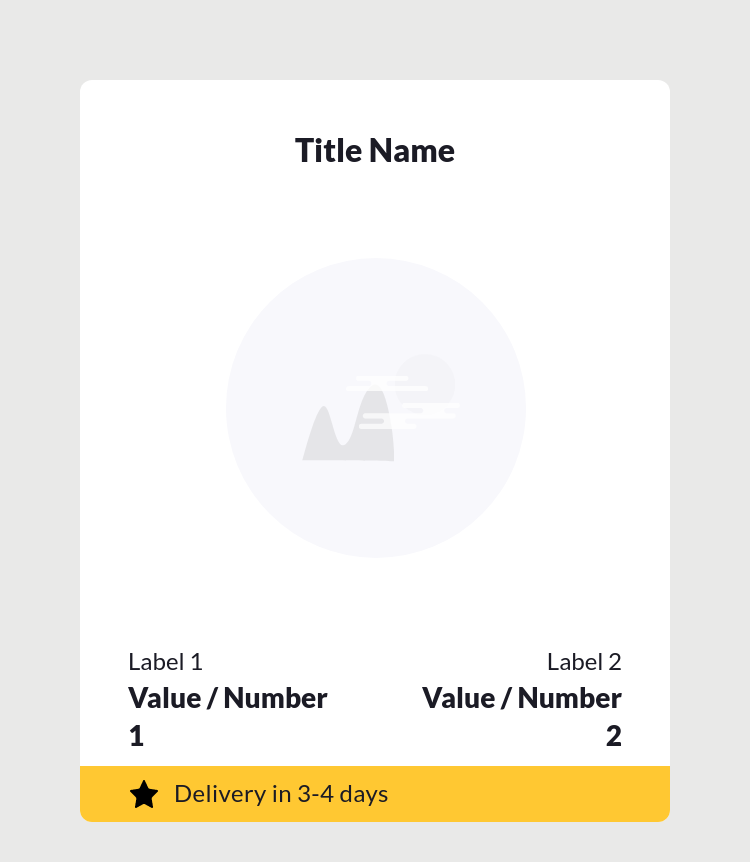 Title Name
Label 1
Label 2
Value / Number
Value / Number
1
2
Delivery in 3-4 days